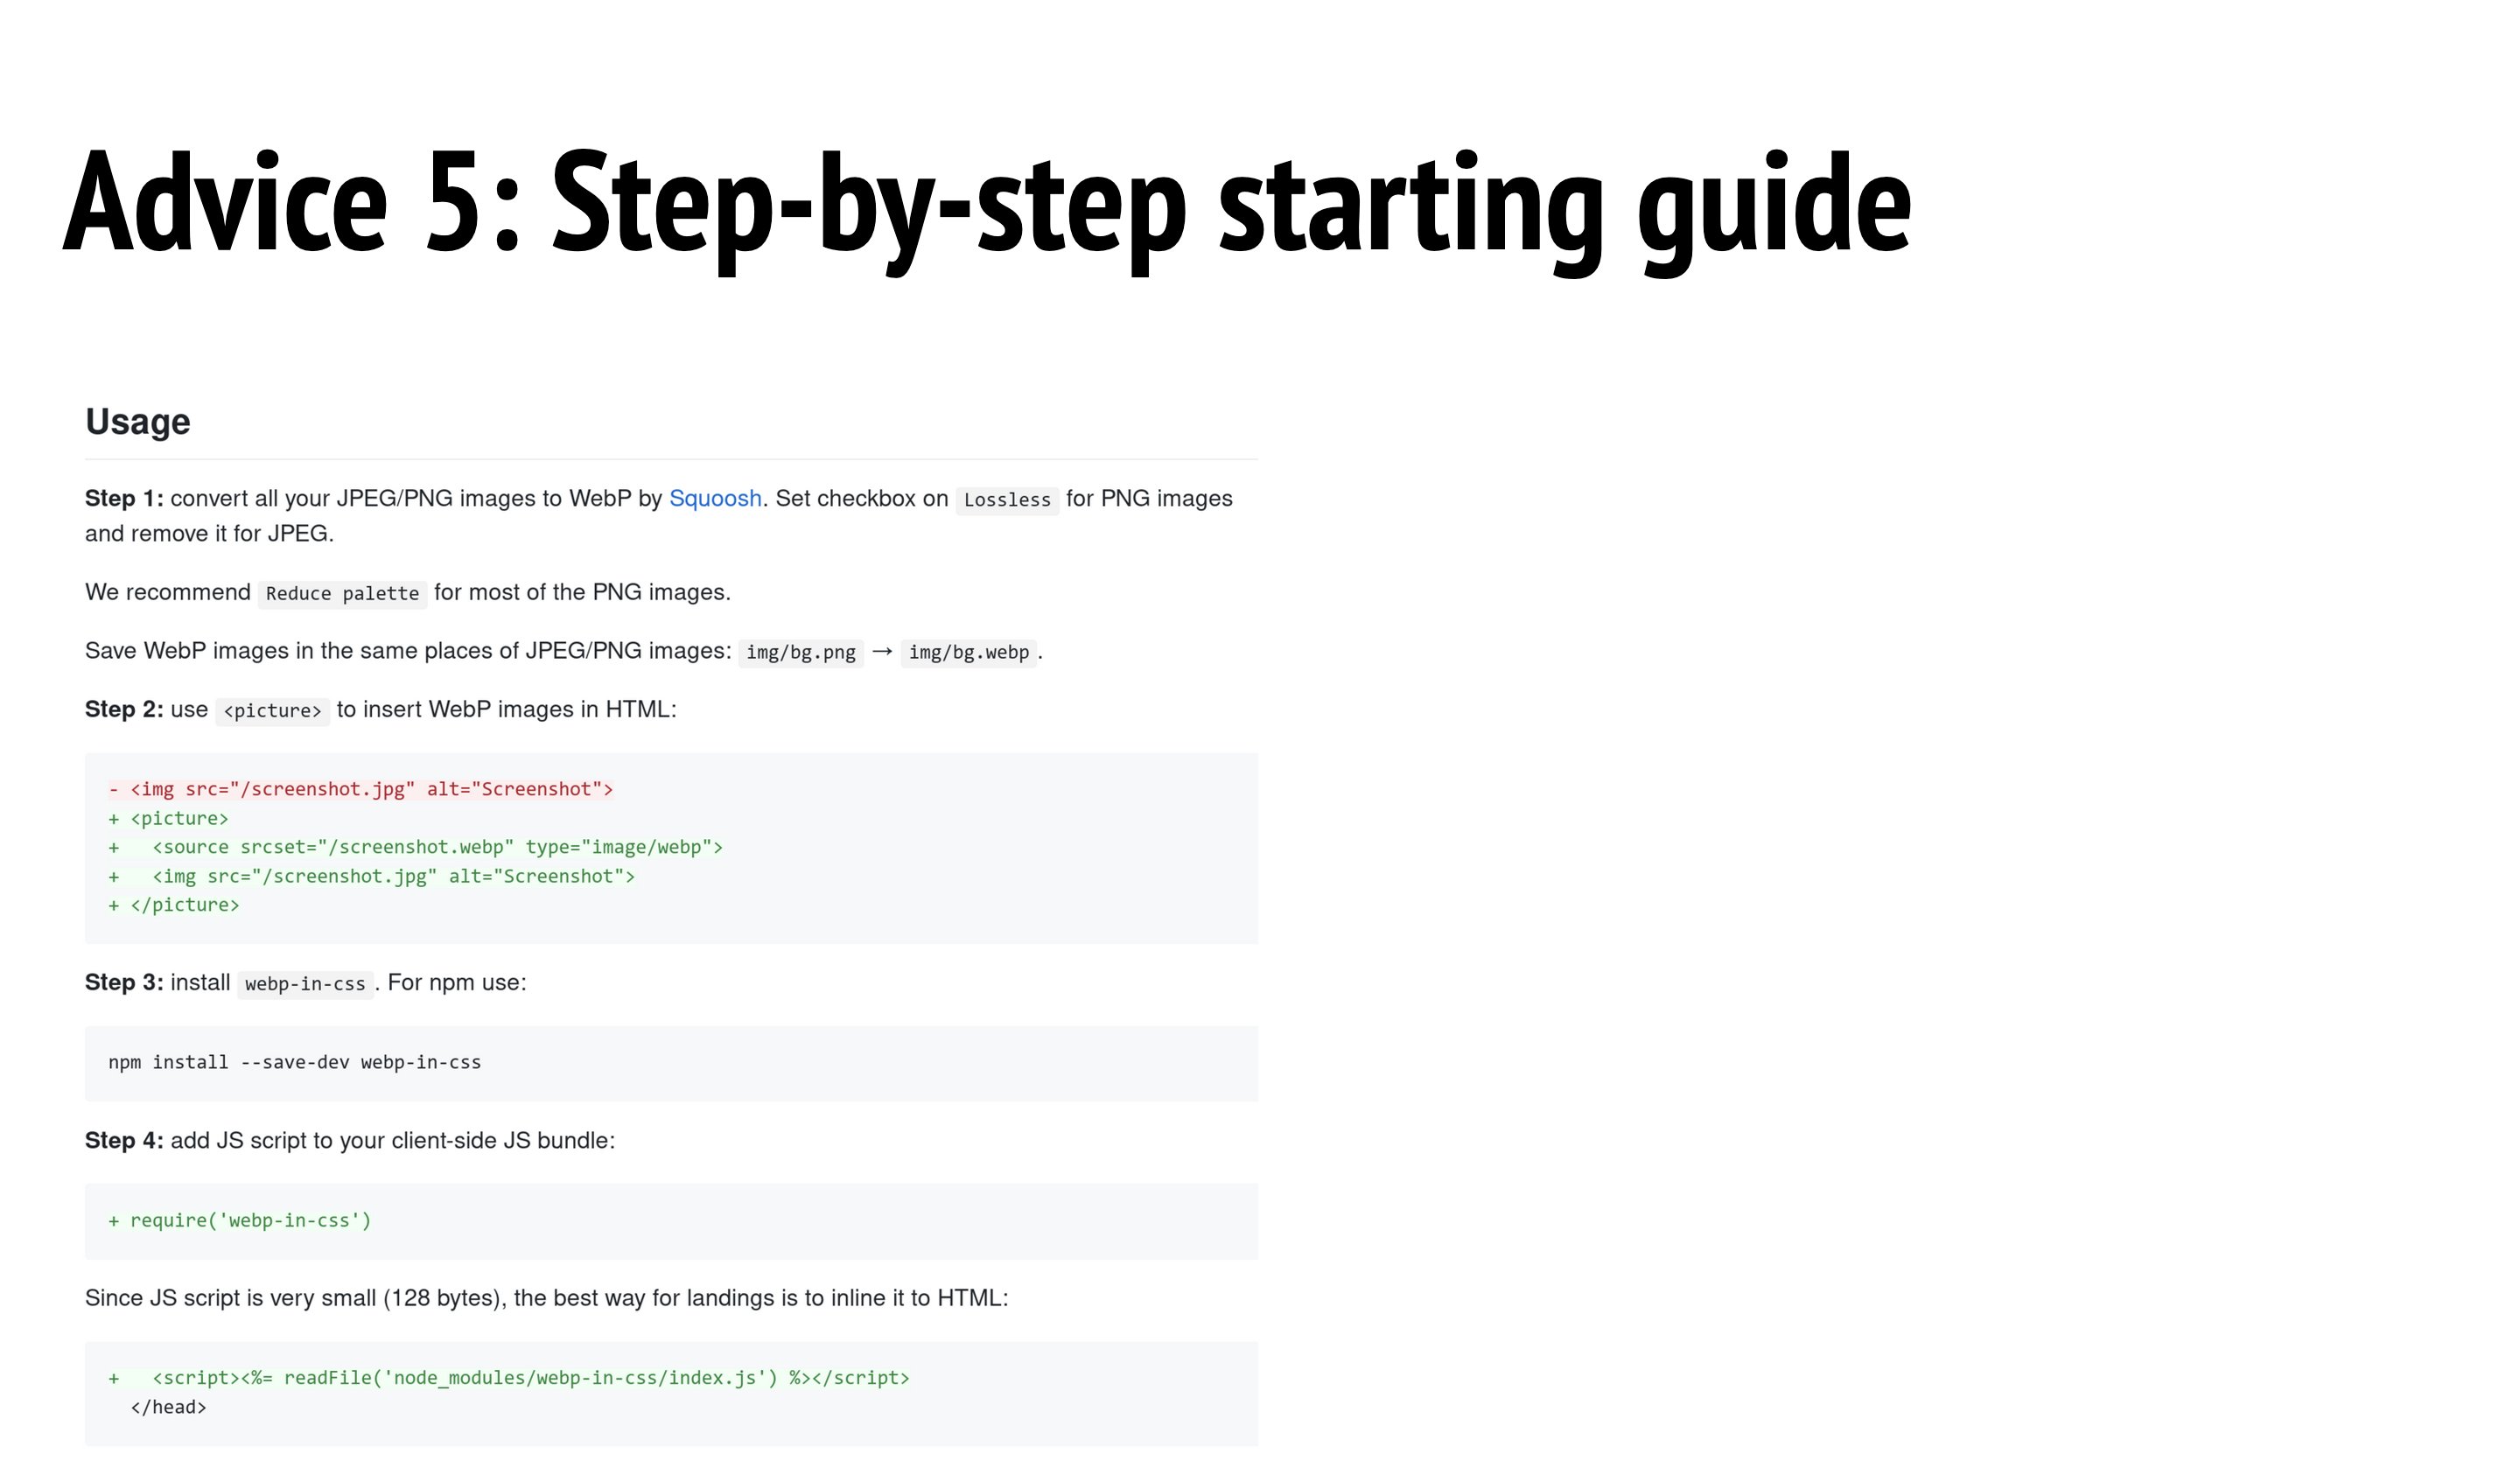 Advice 5: Step-by-step starting guide
Usage
Step 1: convert all your JPEG/PNG images to WebP by Squoosh. Set checkbox on Lossless for PNG images
and remove it for JPEG.
We recommend Reduce palette for most of the PNG images.
Save WebP images in the same places of JPEG/PNG images: img/bg.png → img/bg.webp.
Step 2: use <picture> to insert WebP images in HTML:
- <img src="/screenshot.jpg" alt="Screenshot">
+ <picture>
+   <source srcset="/screenshot.webp" type="image/webp">
+   <img src="/screenshot.jpg" alt="Screenshot">
+ </picture>
Step 3: install webp-in-css. For npm use:
npm install --save-dev webp-in-css
Step 4: add JS script to your client-side JS bundle:
+ require('webp-in-css')
Since JS script is very small (128 bytes), the best way for landings is to inline it to HTML:
+   <script><%= readFile('node_modules/webp-in-css/index.js') %></script>
  </head>